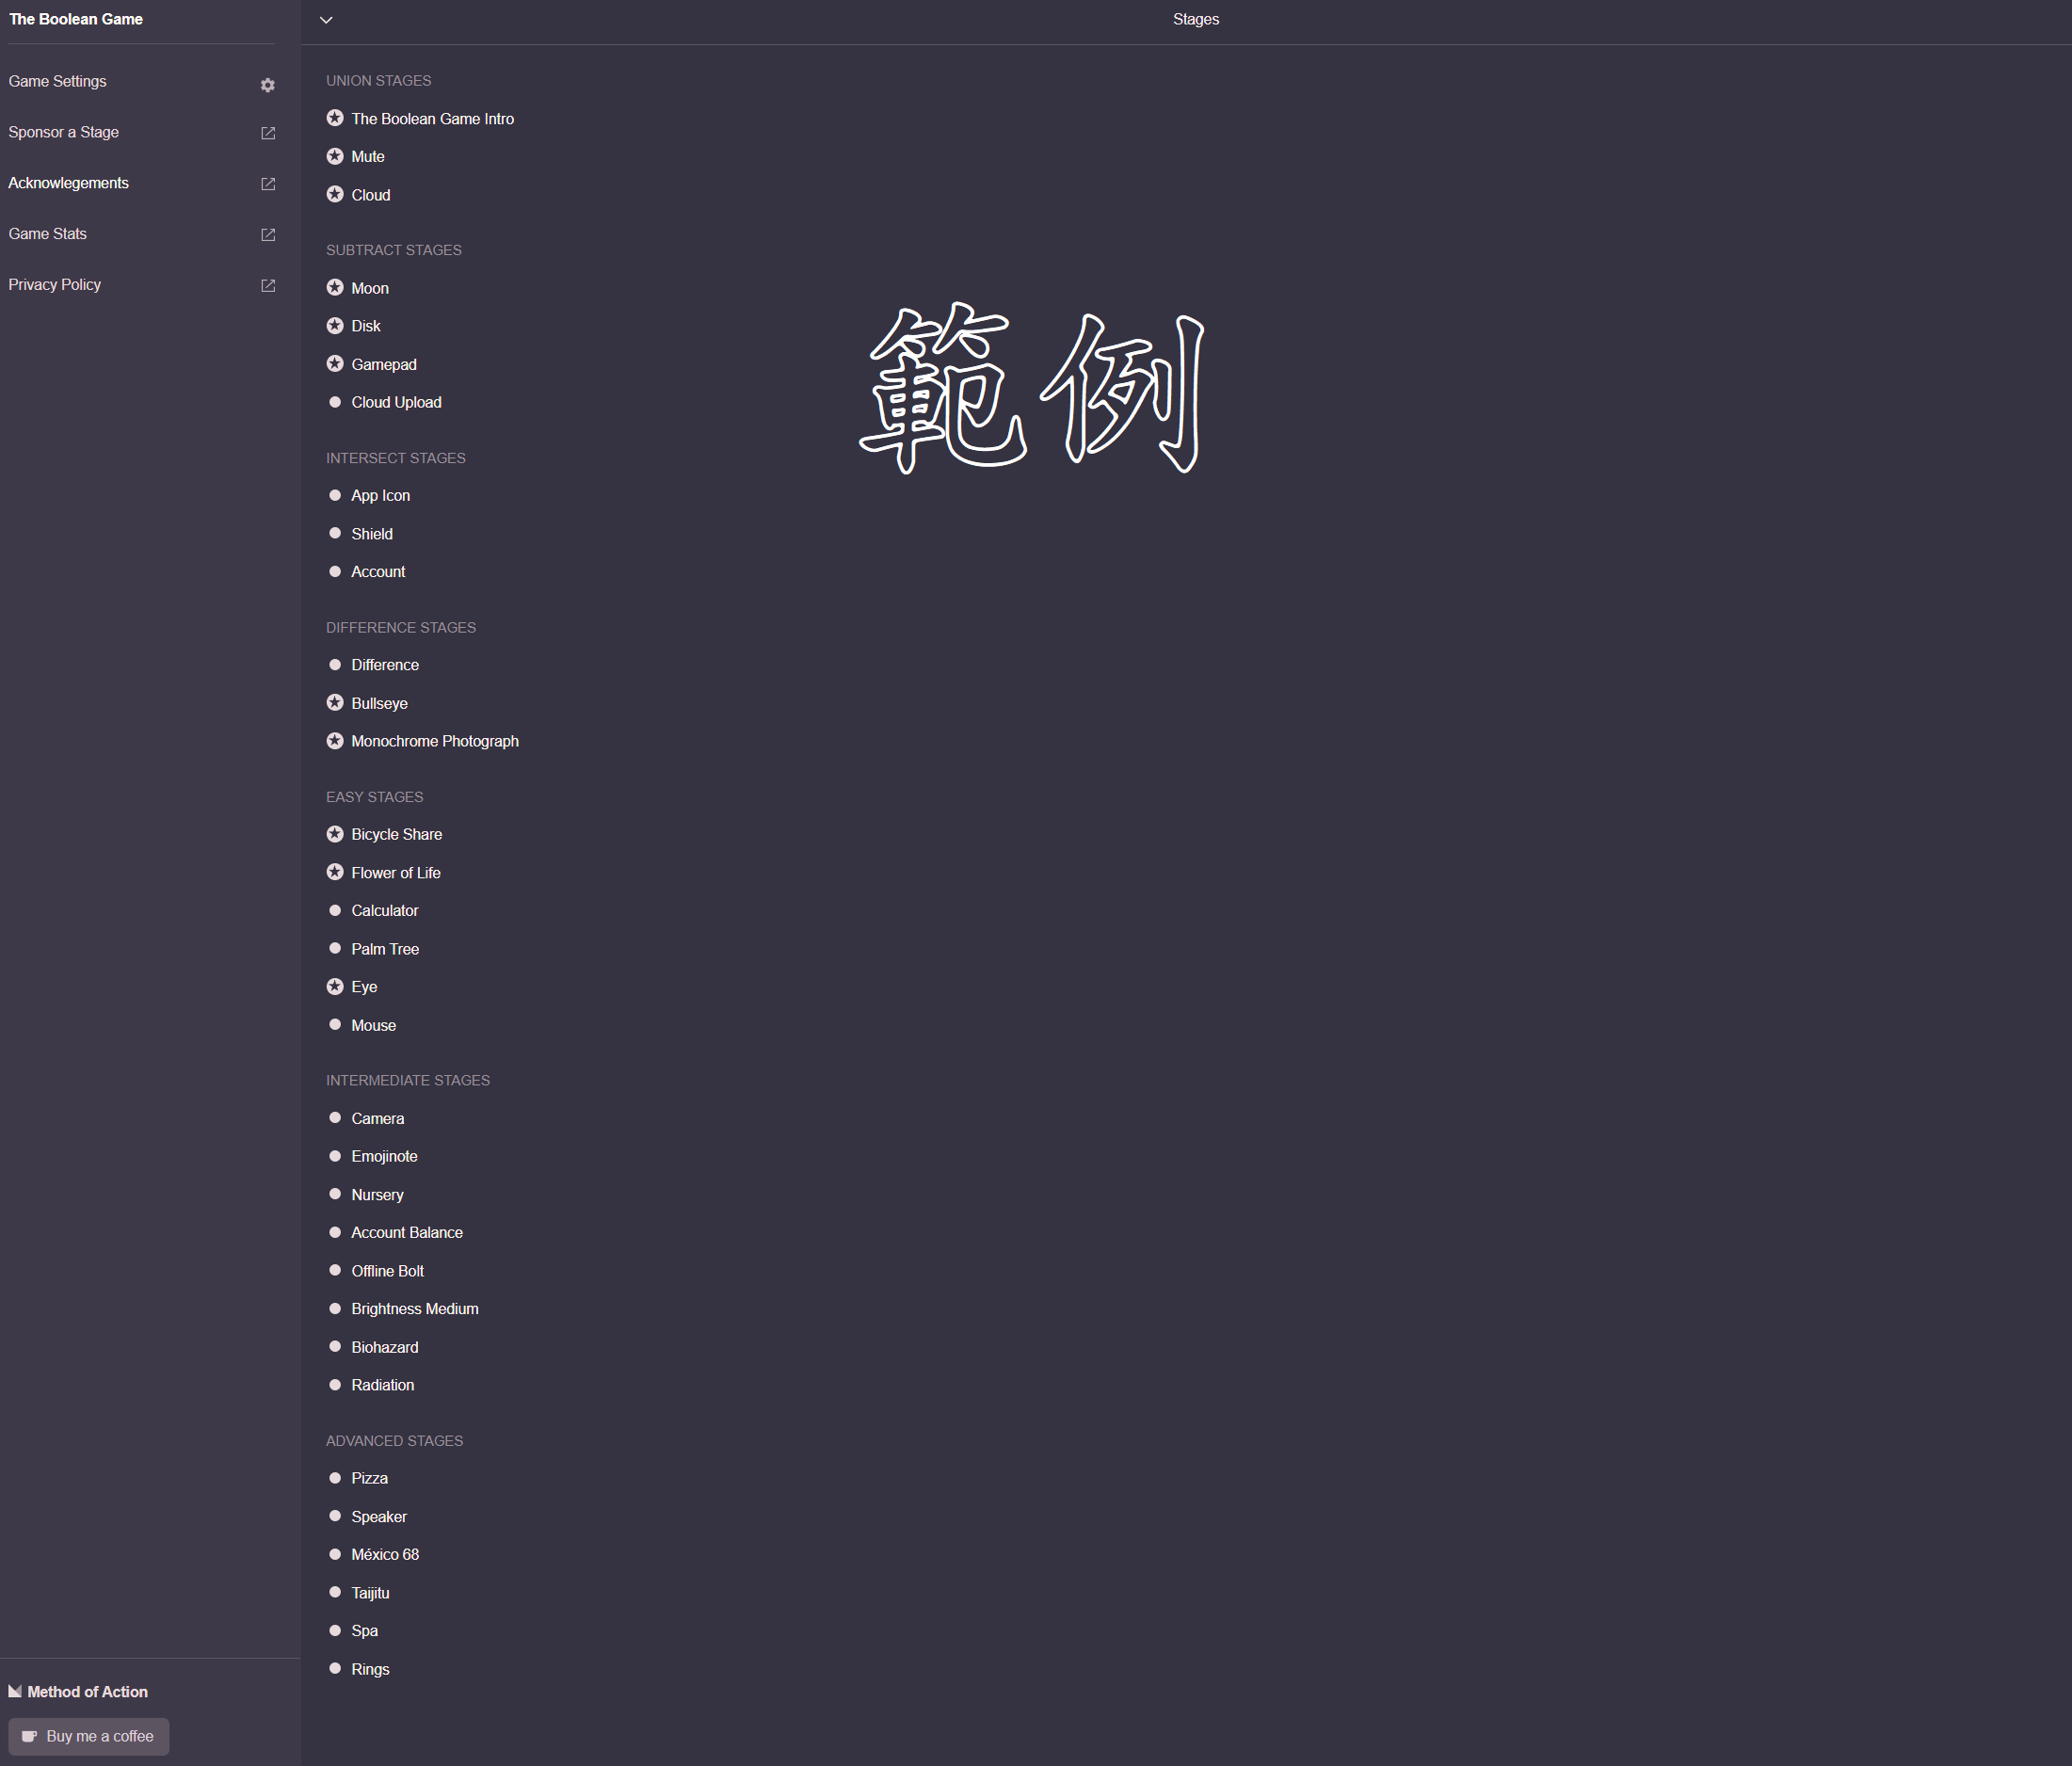 The Boolean Game
Game Settings
Sponsor a Stage
Acknowlegements
Game Stats
Privacy Policy
Method of Action
Buy me a coffee
Stages
UNION STAGES
The Boolean Game Intro
Mute
Cloud
SUBTRACT STAGES
Moon
Disk
Gamepad
Cloud Upload
INTERSECT STAGES
App Icon
Shield
Account
DIFFERENCE STAGES
Difference
Bullseye
Monochrome Photograph
EASY STAGES
Bicycle Share
Flower of Life
Calculator
Palm Tree
Eye
Mouse
INTERMEDIATE STAGES
Camera
Emojinote
Nursery
Account Balance
Offline Bolt
Brightness Medium
Biohazard
Radiation
ADVANCED STAGES
Pizza
Speaker
México 68
Taijitu
Spa
Rings
範例